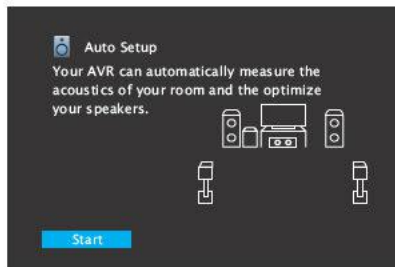 Auto Setup
Your AVR can automatically measure the
acoustics of your room and the optimize
your speakers.
Start